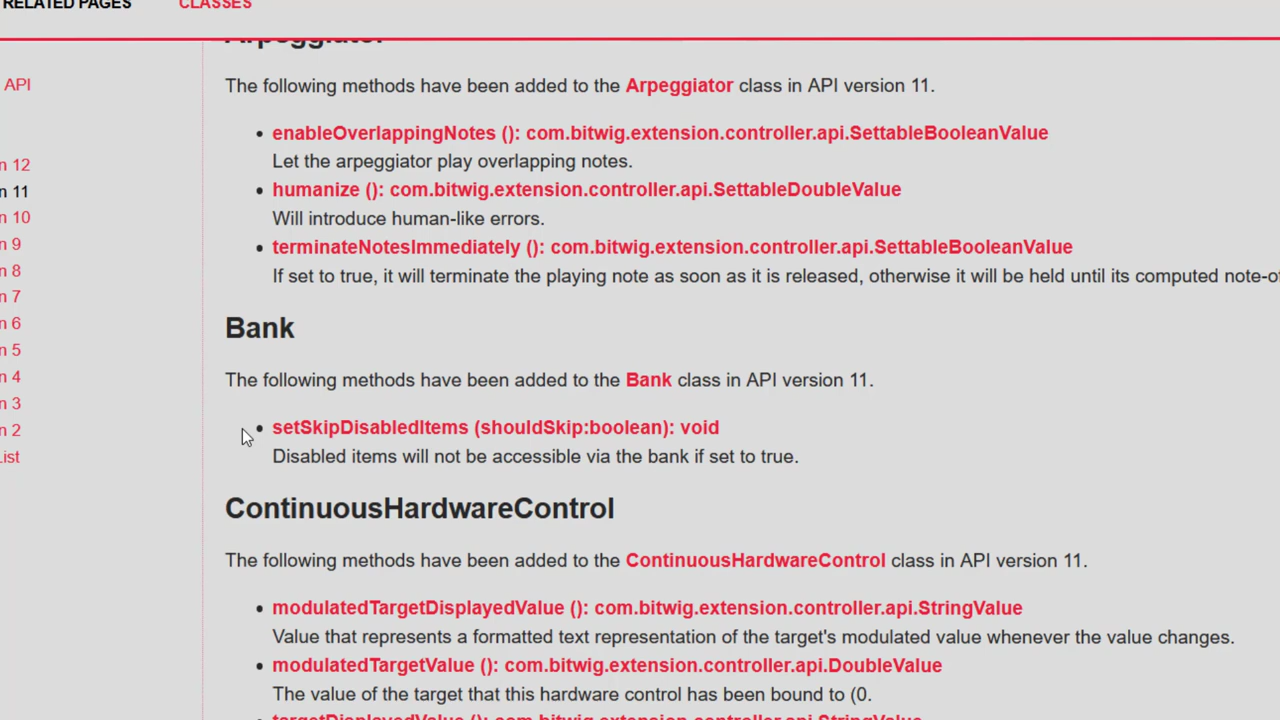 RELATED PAGES CLASSES
Arpeggiator
API
The following methods have been added to the Arpeggiator class in API version 11.
• enableOverlappingNotes (): com.bitwig.extension.controller.api.SettableBooleanValue
Let the arpeggiator play overlapping notes.
n 12
n 11
• humanize (): com.bitwig.extension.controller.api.SettableDoubleValue
n 10
Will introduce human-like errors.
n 9
• terminateNotesImmediately (): com.bitwig.extension.controller.api.SettableBooleanValue
n 8
If set to true, it will terminate the playing note as soon as it is released, otherwise it will be held until its computed note-o
n 7
n 6
Bank
n 5
n 4
The following methods have been added to the Bank class in API version 11.
n 3
n 2
• setSkipDisabledItems (shouldSkip:boolean): void
List
Disabled items will not be accessible via the bank if set to true.
ContinuousHardwareControl
The following methods have been added to the ContinuousHardwareControl class in API version 11.
• modulatedTargetDisplayedValue (): com.bitwig.extension.controller.api.StringValue
Value that represents a formatted text representation of the target's modulated value whenever the value changes.
• modulatedTargetValue (): com.bitwig.extension.controller.api.DoubleValue
The value of the target that this hardware control has been bound to (0.
targetDisplayedValue (): com.bitwig.extension.controller.api.StringValue